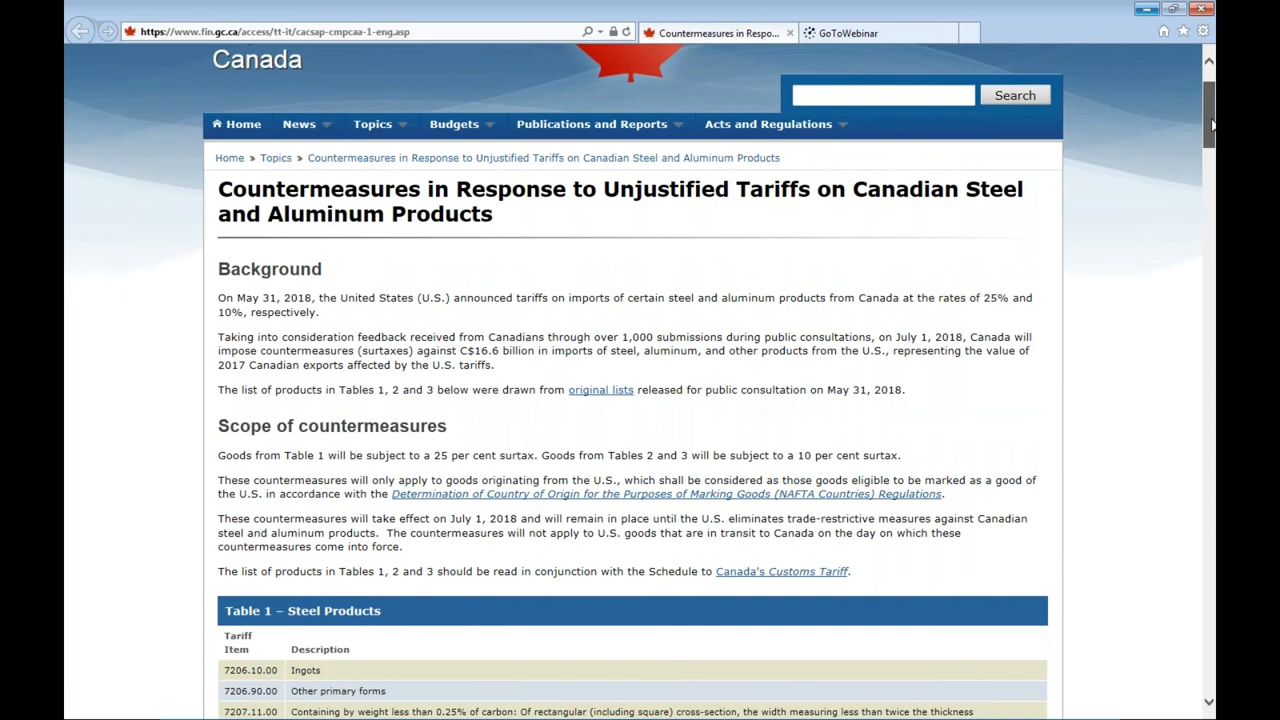 https://www.fin.gc.ca/access/tt-it/cacsap-cmpcaa-1-eng.asp
Countermeasures in Respo...
GoToWebinar
Canada
Search
Home News Topics Budgets Publications and Reports Acts and Regulations
Home » Topics » Countermeasures in Response to Unjustified Tariffs on Canadian Steel and Aluminum Products
Countermeasures in Response to Unjustified Tariffs on Canadian Steel
and Aluminum Products
Background
On May 31, 2018, the United States (U.S.) announced tariffs on imports of certain steel and aluminum products from Canada at the rates of 25% and
10%, respectively.
Taking into consideration feedback received from Canadians through over 1,000 submissions during public consultations, on July 1, 2018, Canada will
impose countermeasures (surtaxes) against C$16.6 billion in imports of steel, aluminum, and other products from the U.S., representing the value of
2017 Canadian exports affected by the U.S. tariffs.
The list of products in Tables 1, 2 and 3 below were drawn from original lists released for public consultation on May 31, 2018.
Scope of countermeasures
Goods from Table 1 will be subject to a 25 per cent surtax. Goods from Tables 2 and 3 will be subject to a 10 per cent surtax.
These countermeasures will only apply to goods originating from the U.S., which shall be considered as those goods eligible to be marked as a good of
the U.S. in accordance with the Determination of Country of Origin for the Purposes of Marking Goods (NAFTA Countries) Regulations.
These countermeasures will take effect on July 1, 2018 and will remain in place until the U.S. eliminates trade-restrictive measures against Canadian
steel and aluminum products. The countermeasures will not apply to U.S. goods that are in transit to Canada on the day on which these
countermeasures come into force.
The list of products in Tables 1, 2 and 3 should be read in conjunction with the Schedule to Canada's Customs Tariff.
Table 1 – Steel Products
Tariff
Item Description
7206.10.00 Ingots
7206.90.00 Other primary forms
7207.11.00 Containing by weight less than 0.25% of carbon: Of rectangular (including square) cross-section, the width measuring less than twice the thickness